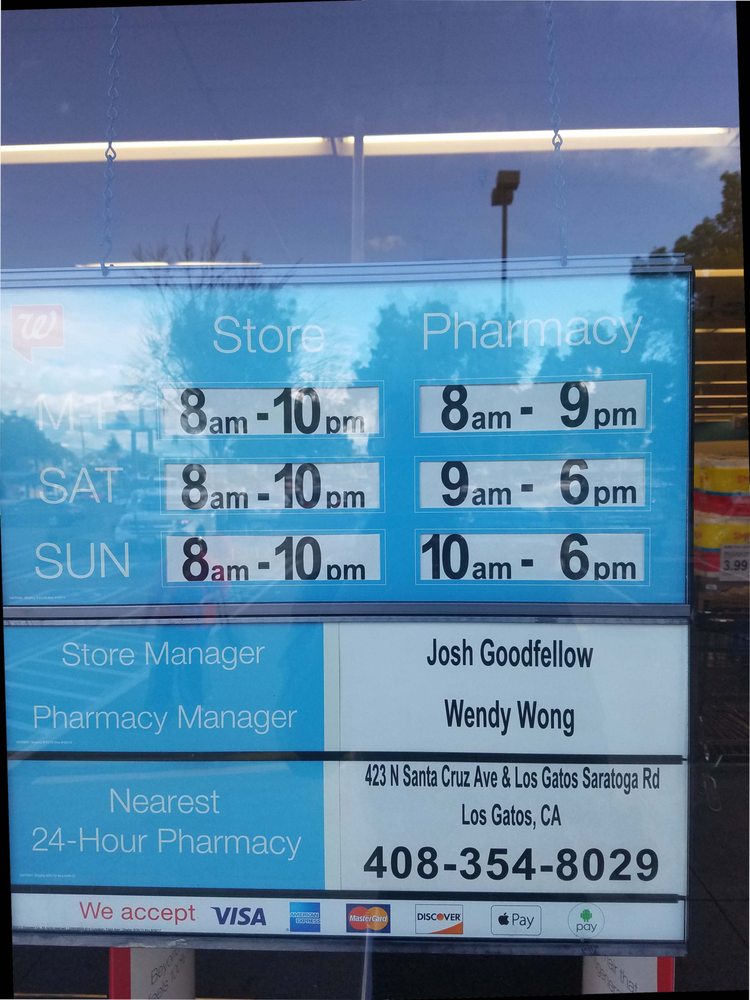 W
Store Pharmacy
M-F 8am - 10pm 8am - 9pm
SAT 8am - 10pm 9am - 6pm
SUN 8am - 10pm 10am - 6pm
3.99
Store Manager Josh Goodfellow
Pharmacy Manager Wendy Wong
Nearest
24-Hour Pharmacy
423 N Santa Cruz Ave & Los Gatos Saratoga Rd
Los Gatos, CA
408-354-8029
We accept VISA AMERICAN EXPRESS MasterCard DISCOVER Pay pay